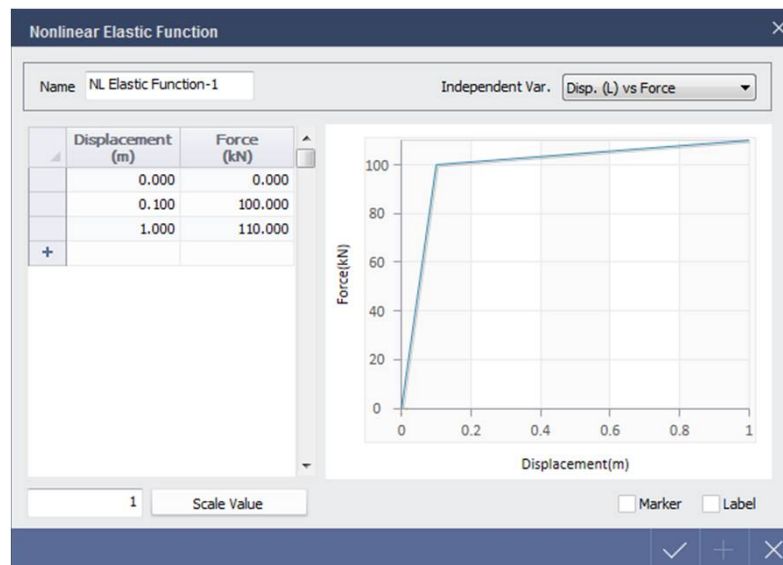 Nonlinear Elastic Function
Name NL Elastic Function-1 Independent Var. Disp. (L) vs Force
Displacement (m) Force (kN)
0.000 0.000
0.100 100.000
1.000 110.000
Force(kN)
100
80
60
40
20
0
0 0.2 0.4 0.6 0.8 1
Displacement(m)
1 Scale Value Marker Label